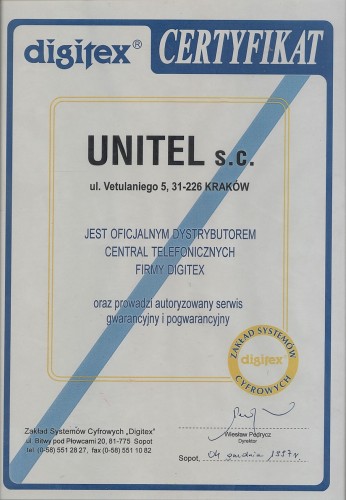 digitex®
CERTYFIKAT
UNITEL s.c.
ul. Vetulaniego 5, 31-226 KRAKÓW
JEST OFICJALNYM DYSTRYBUTOREM
CENTRAL TELEFONICZNYCH
FIRMY DIGITEX
oraz prowadzi autoryzowany serwis
gwarancyjny i pogwarancyjny
ZAKŁAD SYSTEMÓW
digitex
CYFROWYCH
Wiesław Pędrycz
Dyrektor
Zakład Systemów Cyfrowych „Digitex"
ul. Bitwy pod Płowcami 20, 81-775 Sopot
tel. (0-58) 551 28 27, fax (0-58) 551 10 82
Sopot, 1997r